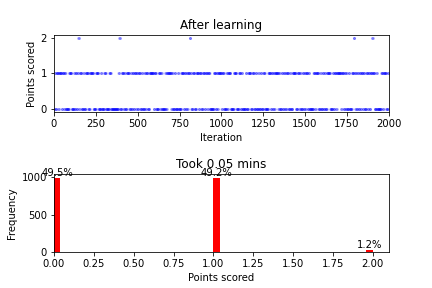 After learning
2
1
0
Points scored
0 250 500 750 1000 1250 1500 1750 2000
Iteration
Took 0.05 mins
49.5% 49.2% 1.2%
1000
500
0
Frequency
0.00 0.25 0.50 0.75 1.00 1.25 1.50 1.75 2.00
Points scored